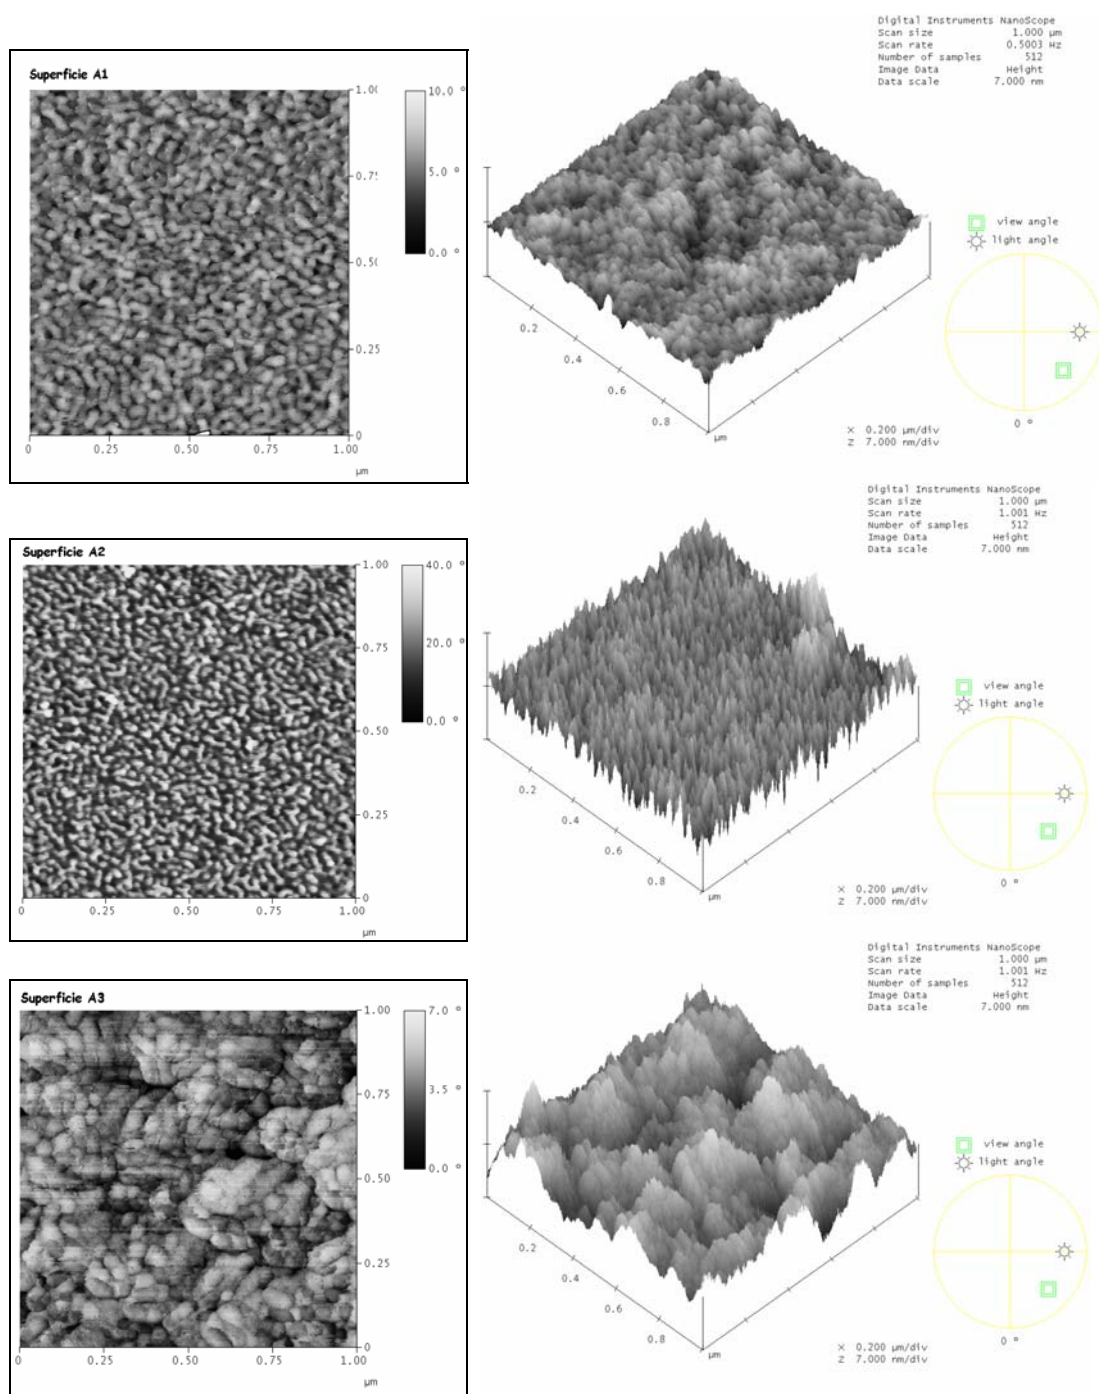 Superficie A1
1.00
10.0 °
0.75
5.0 °
0.50
0.0 °
0.25
0
0 0.25 0.50 0.75 1.00
µm
Digital Instruments NanoScope
Scan size 1.000 µm
Scan rate 0.5003 Hz
Number of samples 512
Image Data Height
Data scale 7.000 nm
view angle
light angle
0.2
0.4
0.6
0.8
µm
X 0.200 µm/div
Z 7.000 nm/div
0 °
Superficie A2
1.00
40.0 °
0.75
20.0 °
0.50
0.0 °
0.25
0
0 0.25 0.50 0.75 1.00
µm
Digital Instruments NanoScope
Scan size 1.000 µm
Scan rate 1.001 Hz
Number of samples 512
Image Data Height
Data scale 7.000 nm
view angle
light angle
0.2
0.4
0.6
0.8
µm
X 0.200 µm/div
Z 7.000 nm/div
0 °
Superficie A3
1.00
7.0 °
0.75
3.5 °
0.50
0.0 °
0.25
0
0 0.25 0.50 0.75 1.00
µm
Digital Instruments NanoScope
Scan size 1.000 µm
Scan rate 1.001 Hz
Number of samples 512
Image Data Height
Data scale 7.000 nm
view angle
light angle
0.2
0.4
0.6
0.8
µm
X 0.200 µm/div
Z 7.000 nm/div
0 °